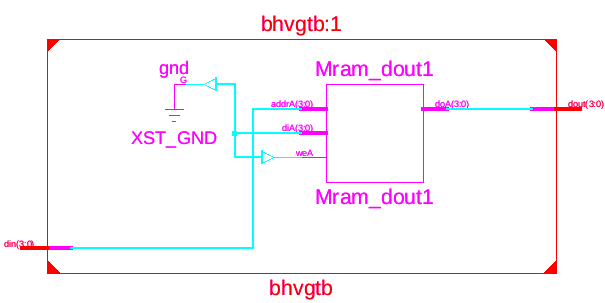 bhvgtb:1
gnd
G
XST_GND
Mram_dout1
addrA(3:0)
diA(3:0)
weA
doA(3:0)
dout(3:0)
Mram_dout1
din(3:0)
bhvgtb